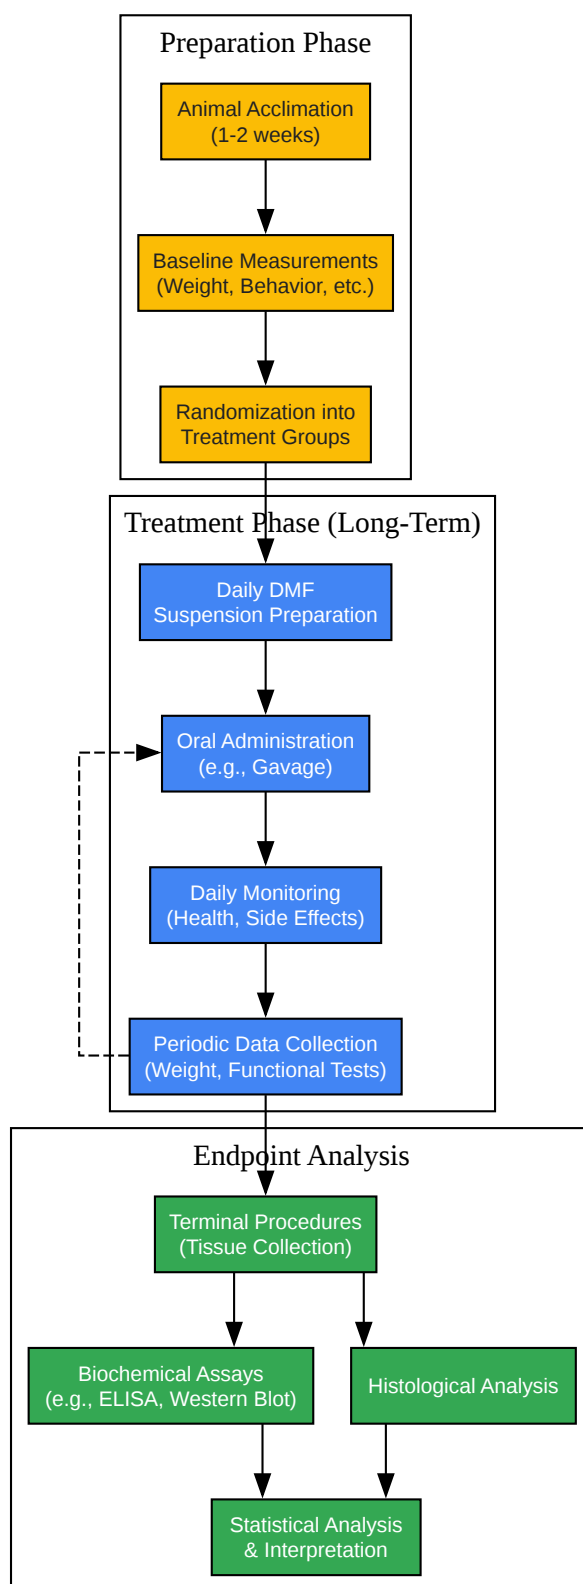 Preparation Phase
Animal Acclimation
(1-2 weeks)
Baseline Measurements
(Weight, Behavior, etc.)
Randomization into
Treatment Groups
Treatment Phase (Long-Term)
Daily DMF
Suspension Preparation
Oral Administration
(e.g., Gavage)
Daily Monitoring
(Health, Side Effects)
Periodic Data Collection
(Weight, Functional Tests)
Endpoint Analysis
Terminal Procedures
(Tissue Collection)
Biochemical Assays
(e.g., ELISA, Western Blot)
Histological Analysis
Statistical Analysis
& Interpretation